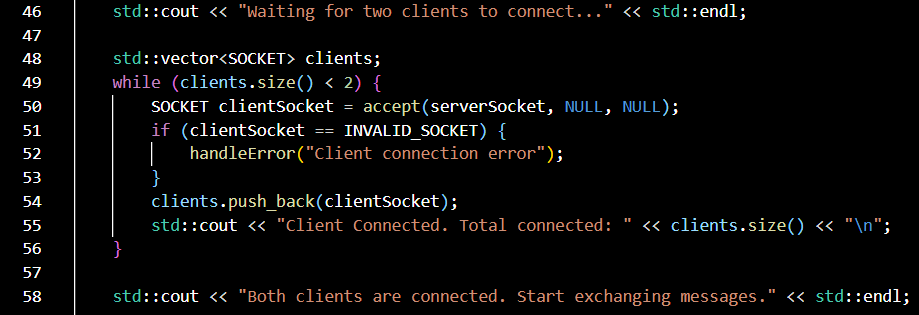 46 std::cout << "Waiting for two clients to connect..." << std::endl;
47
48 std::vector<SOCKET> clients;
49 while (clients.size() < 2) {
50 SOCKET clientSocket = accept(serverSocket, NULL, NULL);
51 if (clientSocket == INVALID_SOCKET) {
52 handleError("Client connection error");
53 }
54 clients.push_back(clientSocket);
55 std::cout << "Client Connected. Total connected: " << clients.size() << "\n";
56 }
57
58 std::cout << "Both clients are connected. Start exchanging messages." << std::endl;